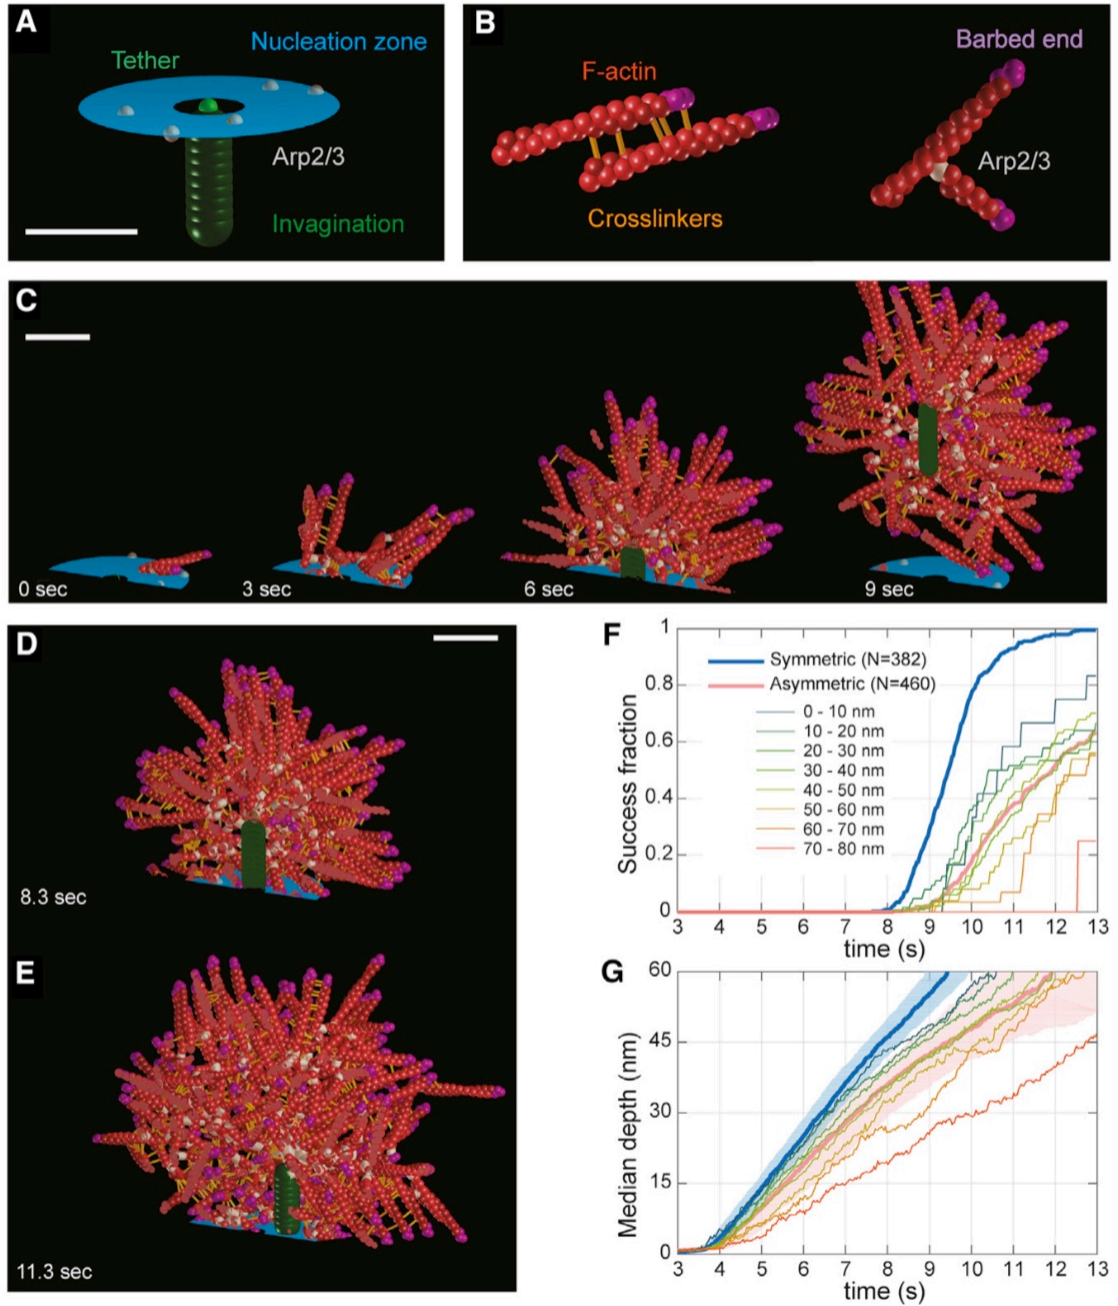 A
Nucleation zone
Tether
Arp2/3
Invagination
B
Barbed end
F-actin
Arp2/3
Crosslinkers
C
0 sec
3 sec
6 sec
9 sec
D
8.3 sec
E
11.3 sec
F
Success fraction
1
0.8
0.6
0.4
0.2
0
Symmetric (N=382)
Asymmetric (N=460)
0 - 10 nm
10 - 20 nm
20 - 30 nm
30 - 40 nm
40 - 50 nm
50 - 60 nm
60 - 70 nm
70 - 80 nm
3 4 5 6 7 8 9 10 11 12 13
time (s)
G
Median depth (nm)
60
45
30
15
0
3 4 5 6 7 8 9 10 11 12 13
time (s)